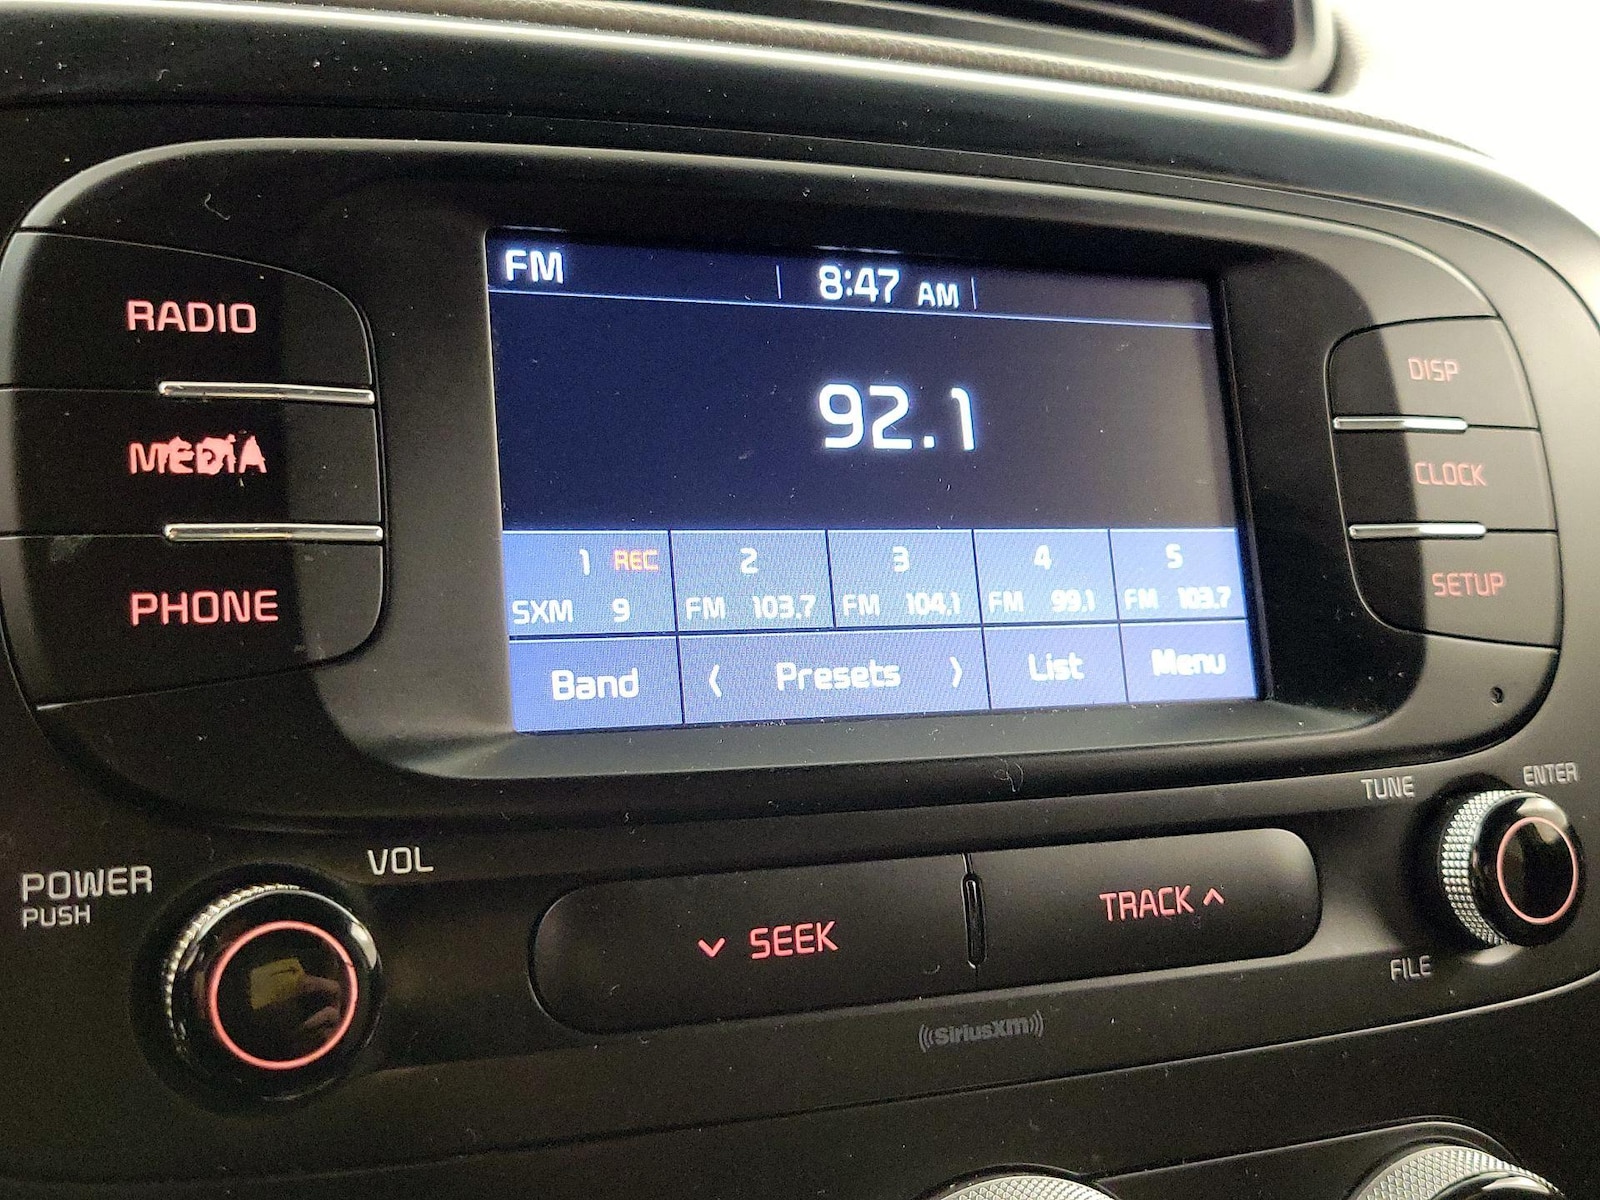 FM 8:47 AM
92.1
1 REC 2 3 4 5
SXM 9 FM 103.7 FM 104.1 FM 99.1 FM 103.7
Band < Presets > List Menu
RADIO
MEDIA
PHONE
DISP
CLOCK
SETUP
POWER
PUSH
VOL
SEEK
TRACK
TUNE
ENTER
FILE
((SiriusXM))